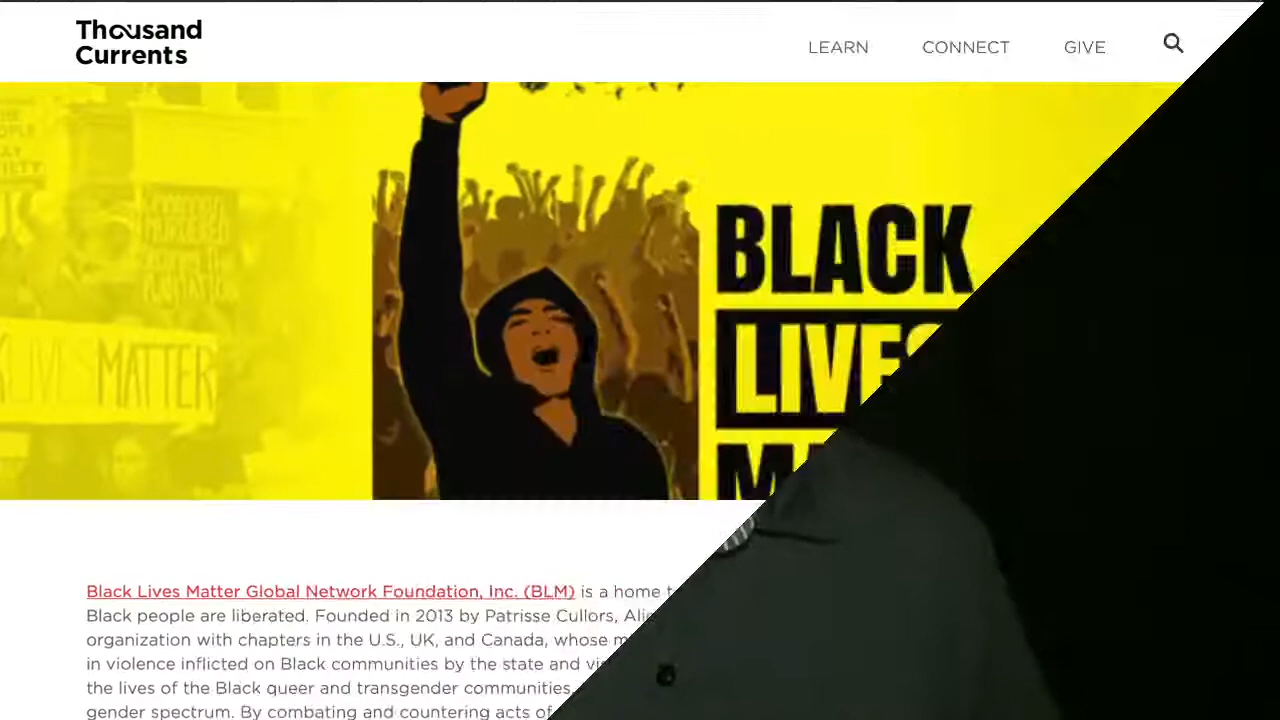 Thousand
Currents
LEARN CONNECT GIVE
BLACK
LIVES
MATTER
Black Lives Matter Global Network Foundation, Inc. (BLM) is a home
Black people are liberated. Founded in 2013 by Patrisse Cullors,
organization with chapters in the U.S., UK, and Canada, whose
in violence inflicted on Black communities by the state and
the lives of the Black queer and transgender communities,
gender spectrum. By combating and countering acts of